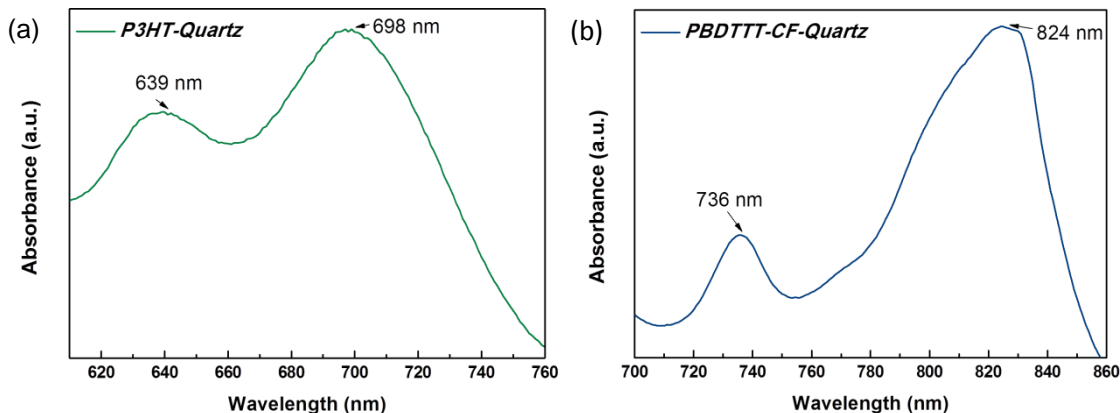 (a)
P3HT-Quartz
698 nm
639 nm
Absorbance (a.u.)
620 640 660 680 700 720 740 760
Wavelength (nm)
(b)
PBDTTT-CF-Quartz
824 nm
736 nm
Absorbance (a.u.)
700 720 740 760 780 800 820 840 860
Wavelength (nm)